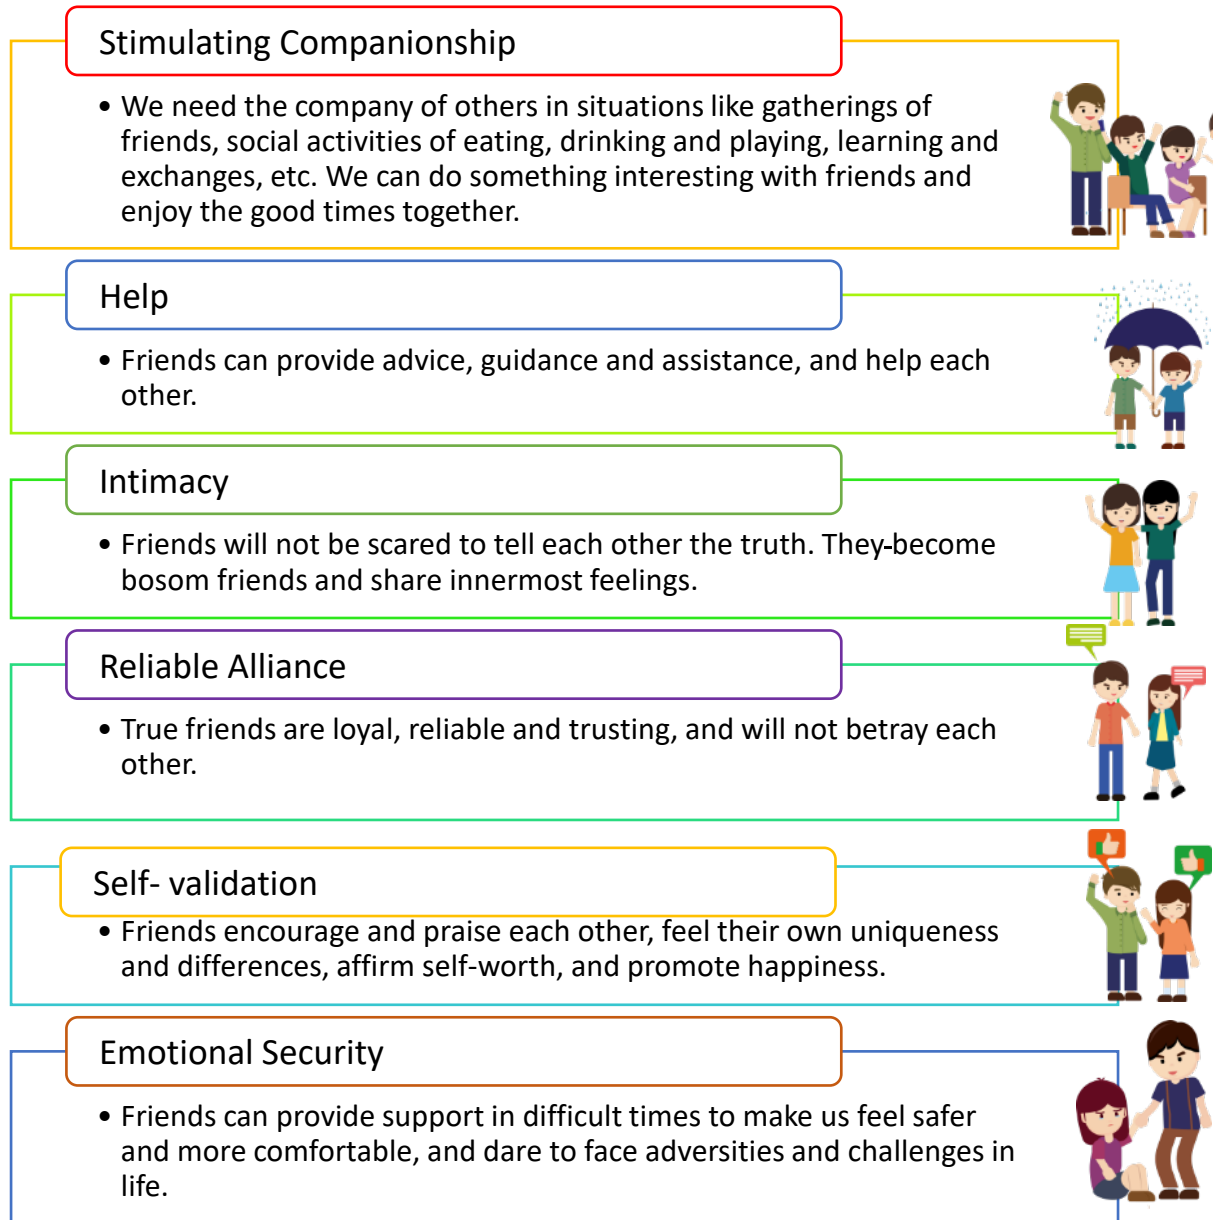 Stimulating Companionship
• We need the company of others in situations like gatherings of
friends, social activities of eating, drinking and playing, learning and
exchanges, etc. We can do something interesting with friends and
enjoy the good times together.
Help
• Friends can provide advice, guidance and assistance, and help each
other.
Intimacy
• Friends will not be scared to tell each other the truth. They-become
bosom friends and share innermost feelings.
Reliable Alliance
• True friends are loyal, reliable and trusting, and will not betray each
other.
Self- validation
• Friends encourage and praise each other, feel their own uniqueness
and differences, affirm self-worth, and promote happiness.
Emotional Security
• Friends can provide support in difficult times to make us feel safer
and more comfortable, and dare to face adversities and challenges in
life.